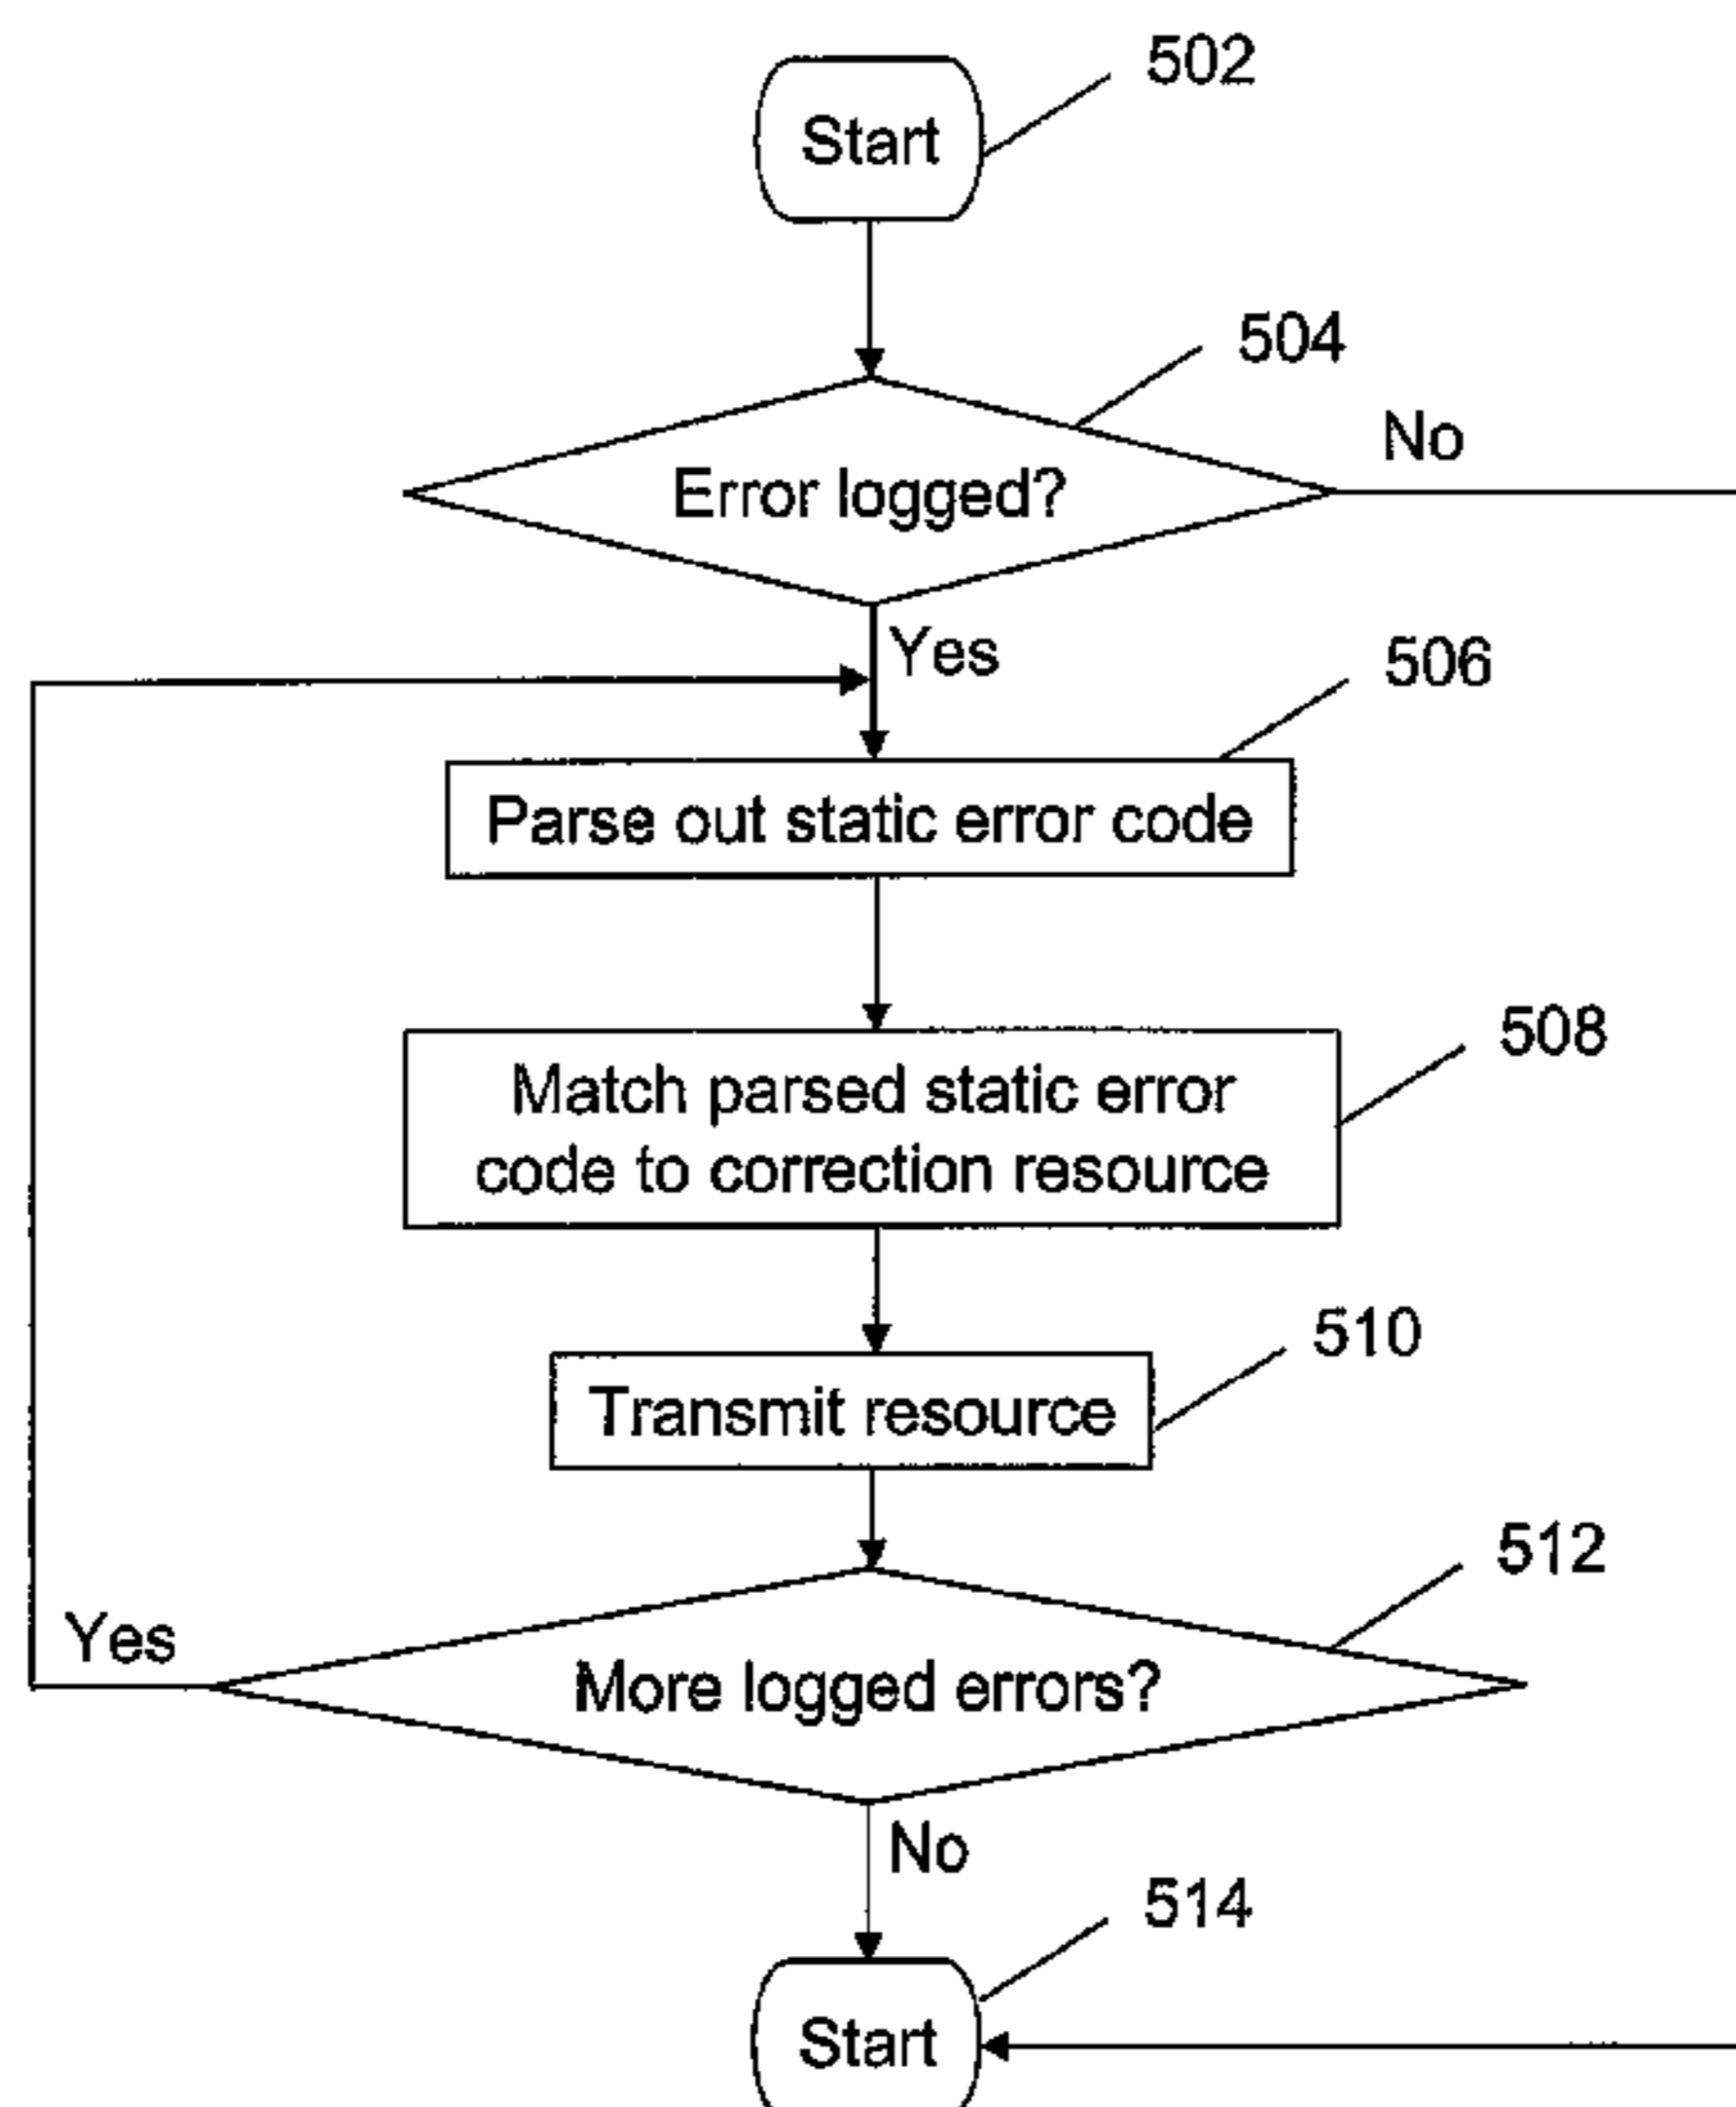 502
Start
504
No
Error logged?
Yes
506
Parse out static error code
508
Match parsed static error
code to correction resource
510
Transmit resource
512
Yes
More logged errors?
No
514
Start